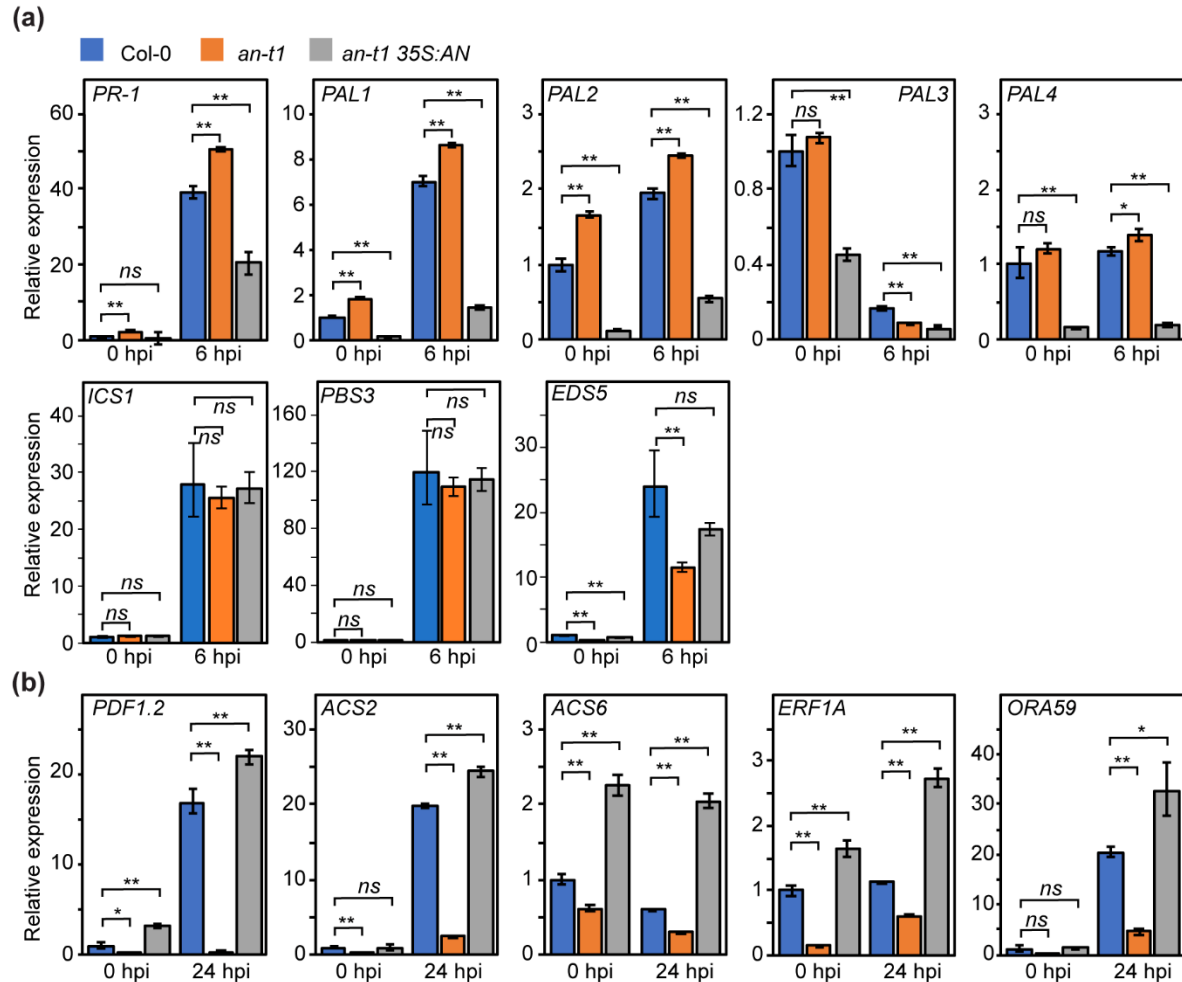 (a)
Col-0 an-t1 an-t1 35S:AN
PR-1
Relative expression
60
40
20
0
ns
**
**
**
0 hpi 6 hpi
PAL1
10
8
6
4
2
0
**
**
**
**
0 hpi 6 hpi
PAL2
3
2
1
0
**
**
**
**
0 hpi 6 hpi
PAL3
1.2
0.8
0.4
0
**
ns
**
**
0 hpi 6 hpi
PAL4
3
2
1
0
**
ns
**
*
0 hpi 6 hpi
ICS1
Relative expression
40
30
20
10
0
ns
ns
ns
ns
0 hpi 6 hpi
PBS3
160
120
80
40
0
ns
ns
ns
ns
0 hpi 6 hpi
EDS5
30
20
10
0
**
**
ns
**
0 hpi 6 hpi
(b)
PDF1.2
Relative expression
20
10
0
**
*
**
**
0 hpi 24 hpi
ACS2
30
20
10
0
ns
**
**
**
0 hpi 24 hpi
ACS6
3
2
1
0
**
**
**
**
0 hpi 24 hpi
ERF1A
3
2
1
0
**
**
**
**
0 hpi 24 hpi
ORA59
40
30
20
10
0
ns
ns
*
**
0 hpi 24 hpi